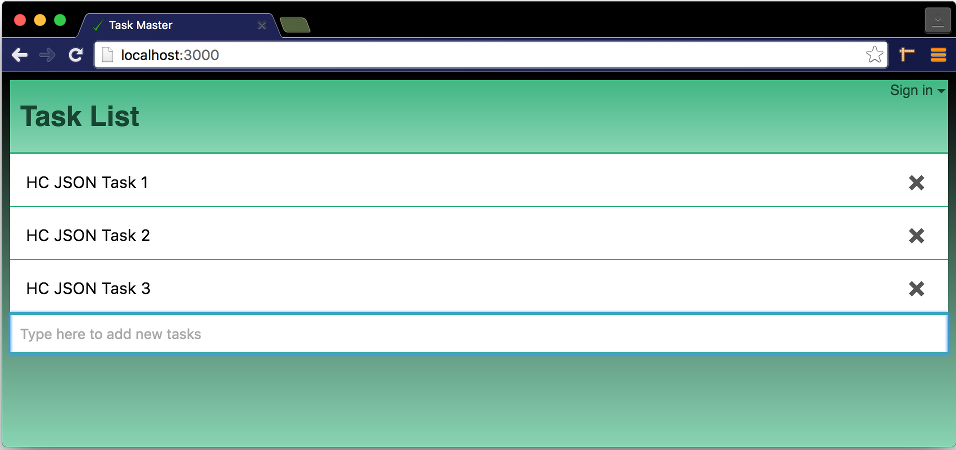 Task Master
localhost:3000
Sign in
Task List
HC JSON Task 1
HC JSON Task 2
HC JSON Task 3
Type here to add new tasks